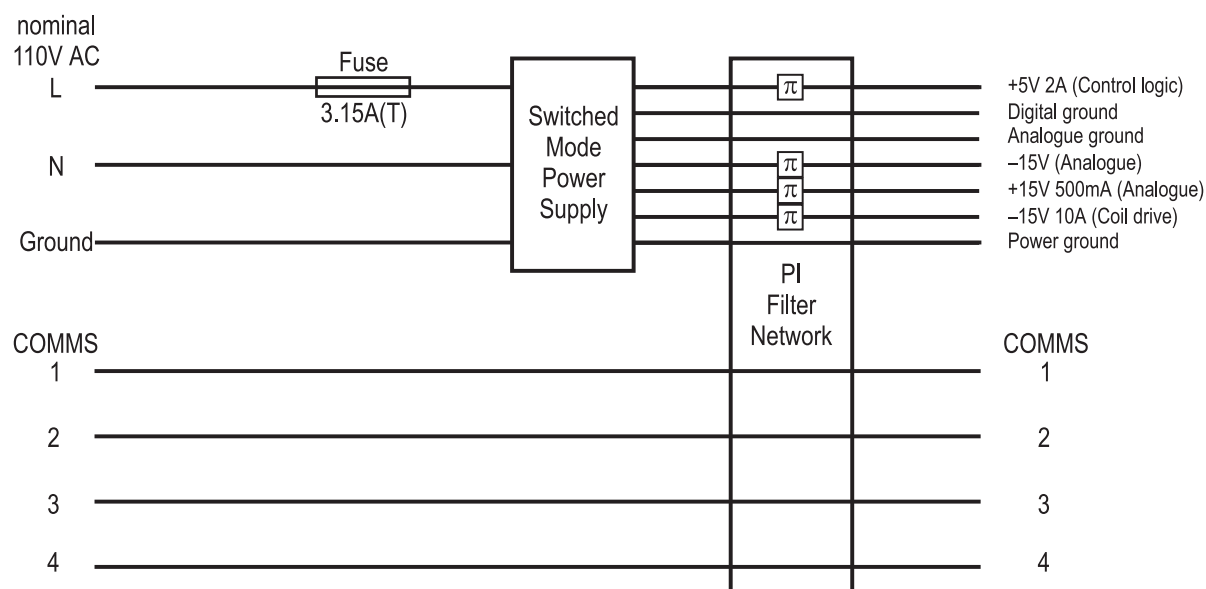 nominal
110V AC
L
Fuse
3.15A(T)
N
Ground
Switched
Mode
Power
Supply
π
π
π
π
PI
Filter
Network
+5V 2A (Control logic)
Digital ground
Analogue ground
–15V (Analogue)
+15V 500mA (Analogue)
–15V 10A (Coil drive)
Power ground
COMMS
1
2
3
4
COMMS
1
2
3
4